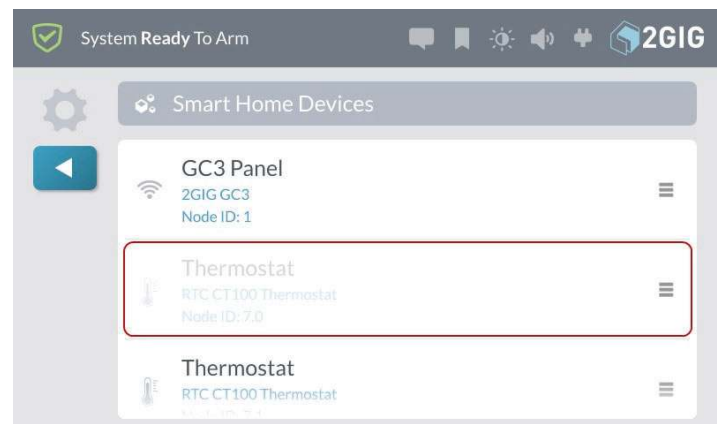 System Ready To Arm
2GIG
Smart Home Devices
GC3 Panel
2GIG GC3
Node ID: 1
Thermostat
RTC CT100 Thermostat
Node ID: 7.0
Thermostat
RTC CT100 Thermostat